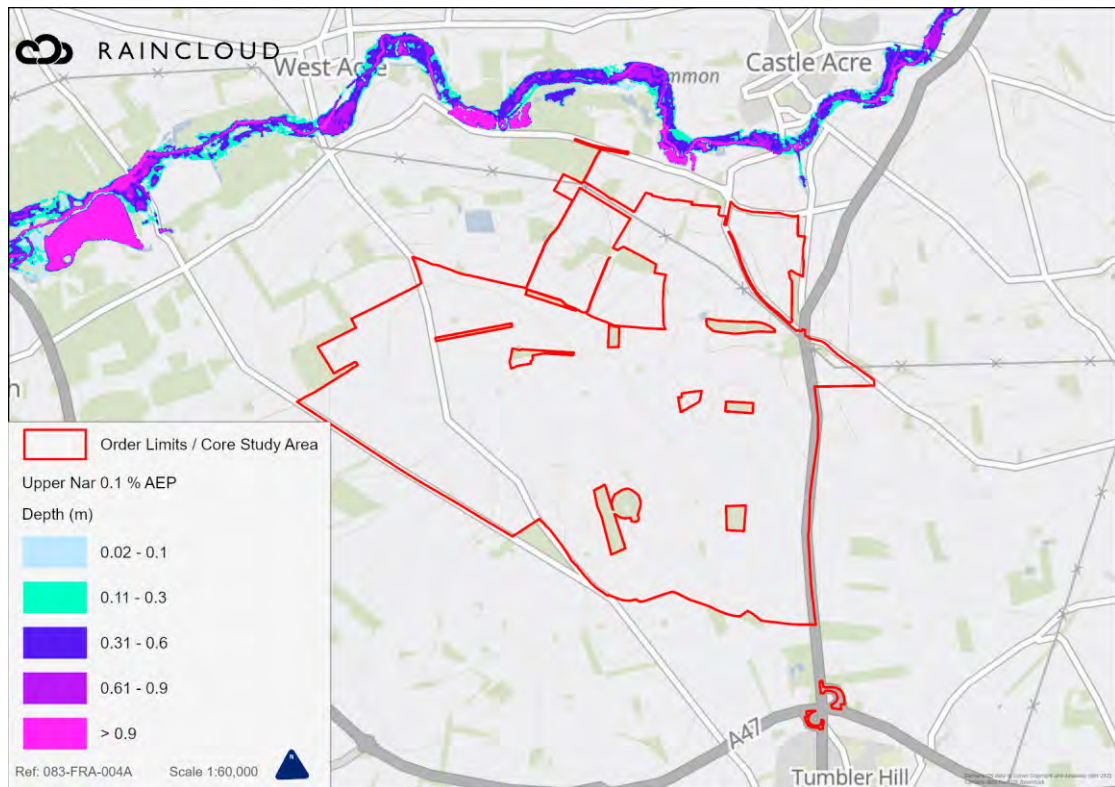 RAINCLOUD
West Acre
Castle Acre
mmon
n
Order Limits / Core Study Area
Upper Nar 0.1 % AEP
Depth (m)
0.02 - 0.1
0.11 - 0.3
0.31 - 0.6
0.61 - 0.9
> 0.9
Ref: 083-FRA-004A
Scale 1:60,000
N
A47
Tumbler Hill